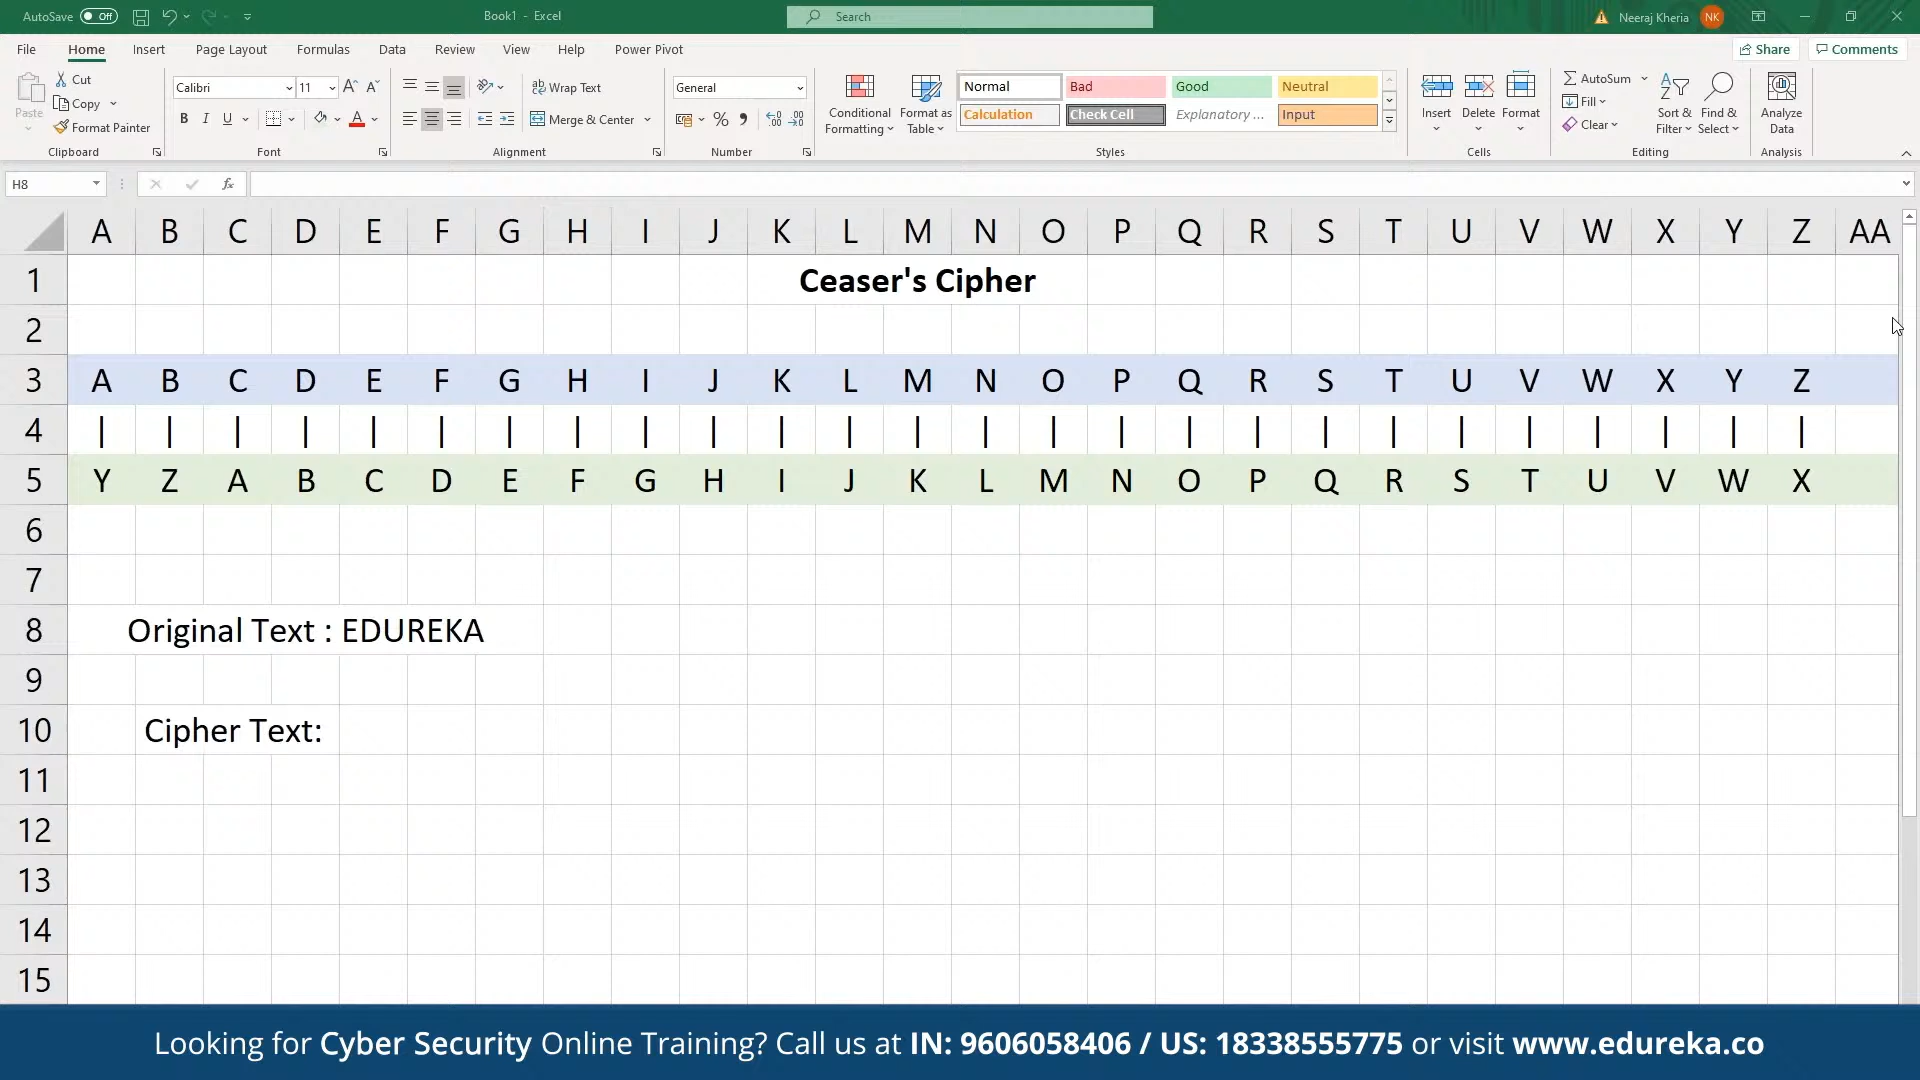 AutoSave Off Book1 - Excel Search Neeraj Kheria NK
File Home Insert Page Layout Formulas Data Review View Help Power Pivot Share Comments
Paste Cut Copy Format Painter Clipboard
Calibri 11 A A B I U A Font
Wrap Text Merge & Center Alignment
General % Number
Conditional Formatting Format as Table
Normal Bad Good Neutral
Calculation Check Cell Explanatory ... Input
Styles
Insert Delete Format Cells
AutoSum Fill Clear Sort & Filter Find & Select Editing
Analyze Data Analysis
H8 fx
A B C D E F G H I J K L M N O P Q R S T U V W X Y Z AA
1 Ceaser's Cipher
2
3 A B C D E F G H I J K L M N O P Q R S T U V W X Y Z
4 | | | | | | | | | | | | | | | | | | | | | | | | | |
5 Y Z A B C D E F G H I J K L M N O P Q R S T U V W X
6
7
8 Original Text : EDUREKA
9
10 Cipher Text:
11
12
13
14
15
Looking for Cyber Security Online Training? Call us at IN: 9606058406 / US: 18338555775 or visit www.edureka.co